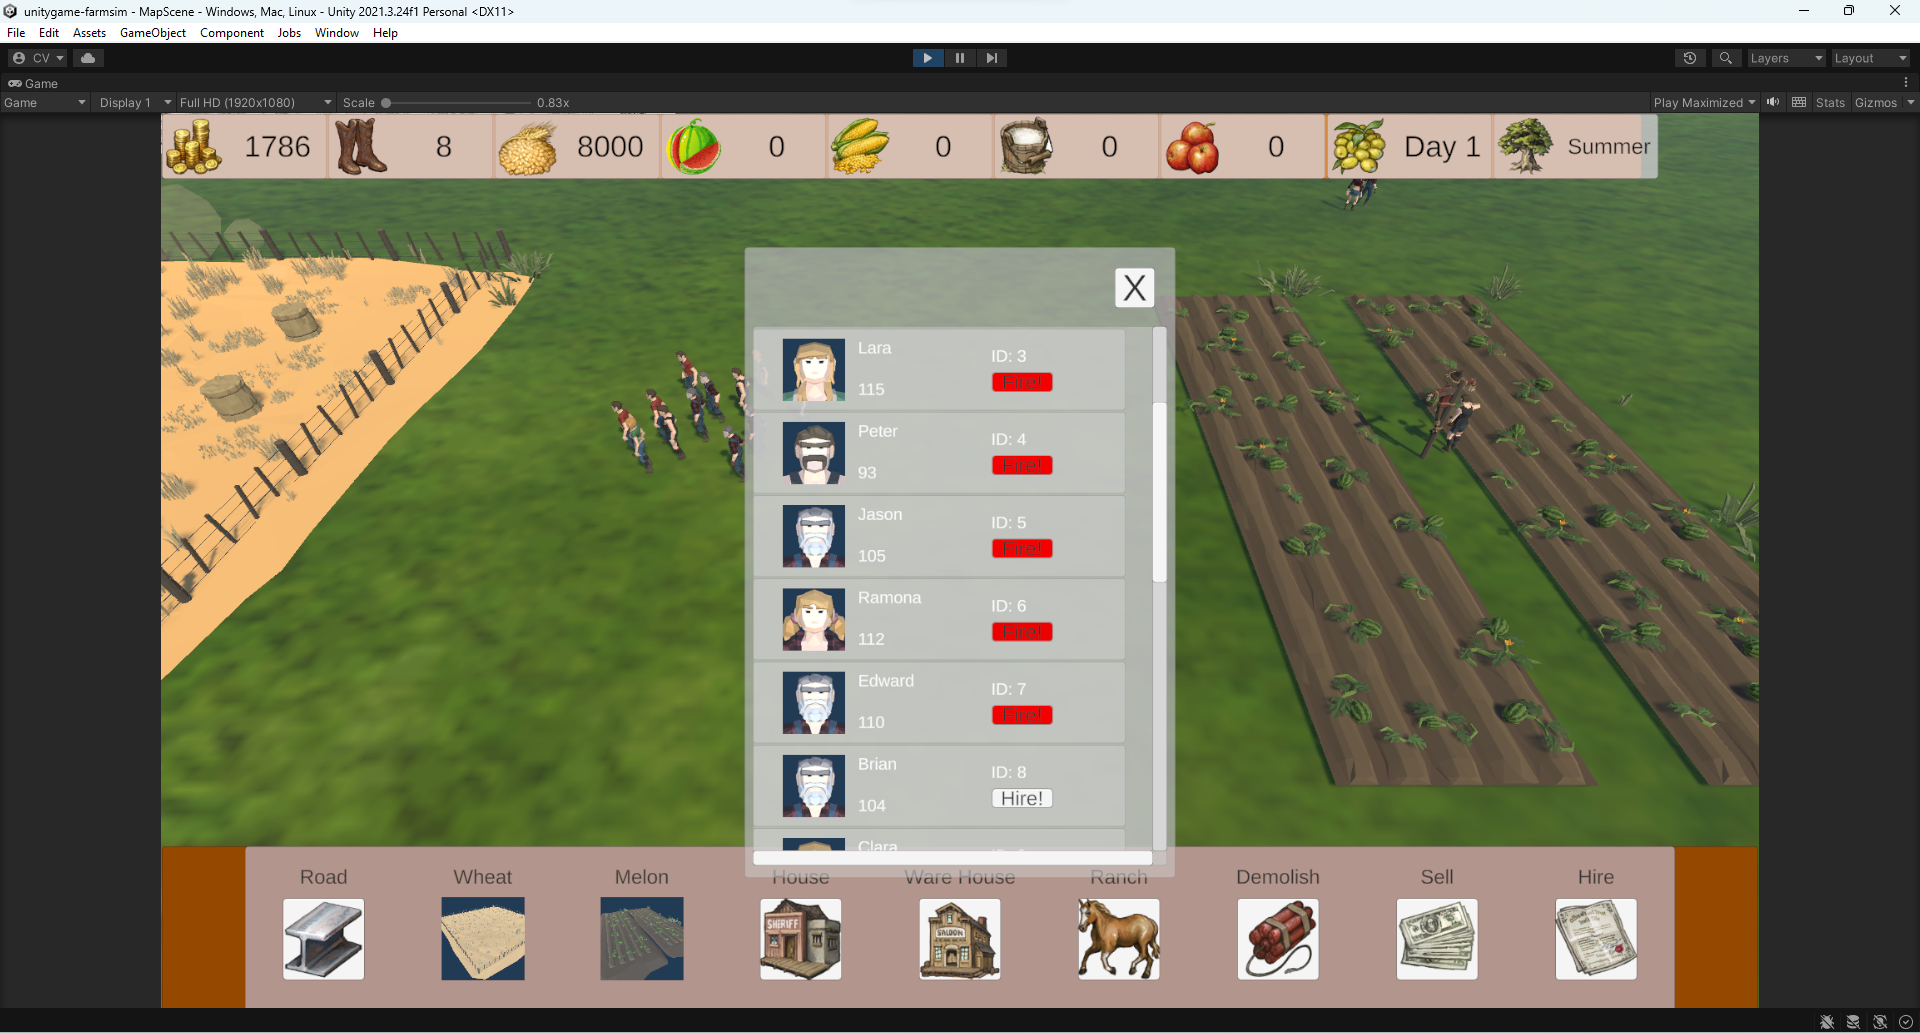 unitygame-farmsim - MapScene - Windows, Mac, Linux - Unity 2021.3.24f1 Personal <DX11>
File Edit Assets GameObject Component Jobs Window Help
CV Layers Layout
Game
Game Display 1 Full HD (1920x1080) Scale 0.83x Play Maximized Stats Gizmos
1786 8 8000 0 0 0 0 Day 1 Summer
X
Lara
ID: 3
Fire!
115
Peter
ID: 4
Fire!
93
Jason
ID: 5
Fire!
105
Ramona
ID: 6
Fire!
112
Edward
ID: 7
Fire!
110
Brian
ID: 8
Hire!
104
Clara
Road Wheat Melon House Ware House Ranch Demolish Sell Hire
SHERIFF
SALOON